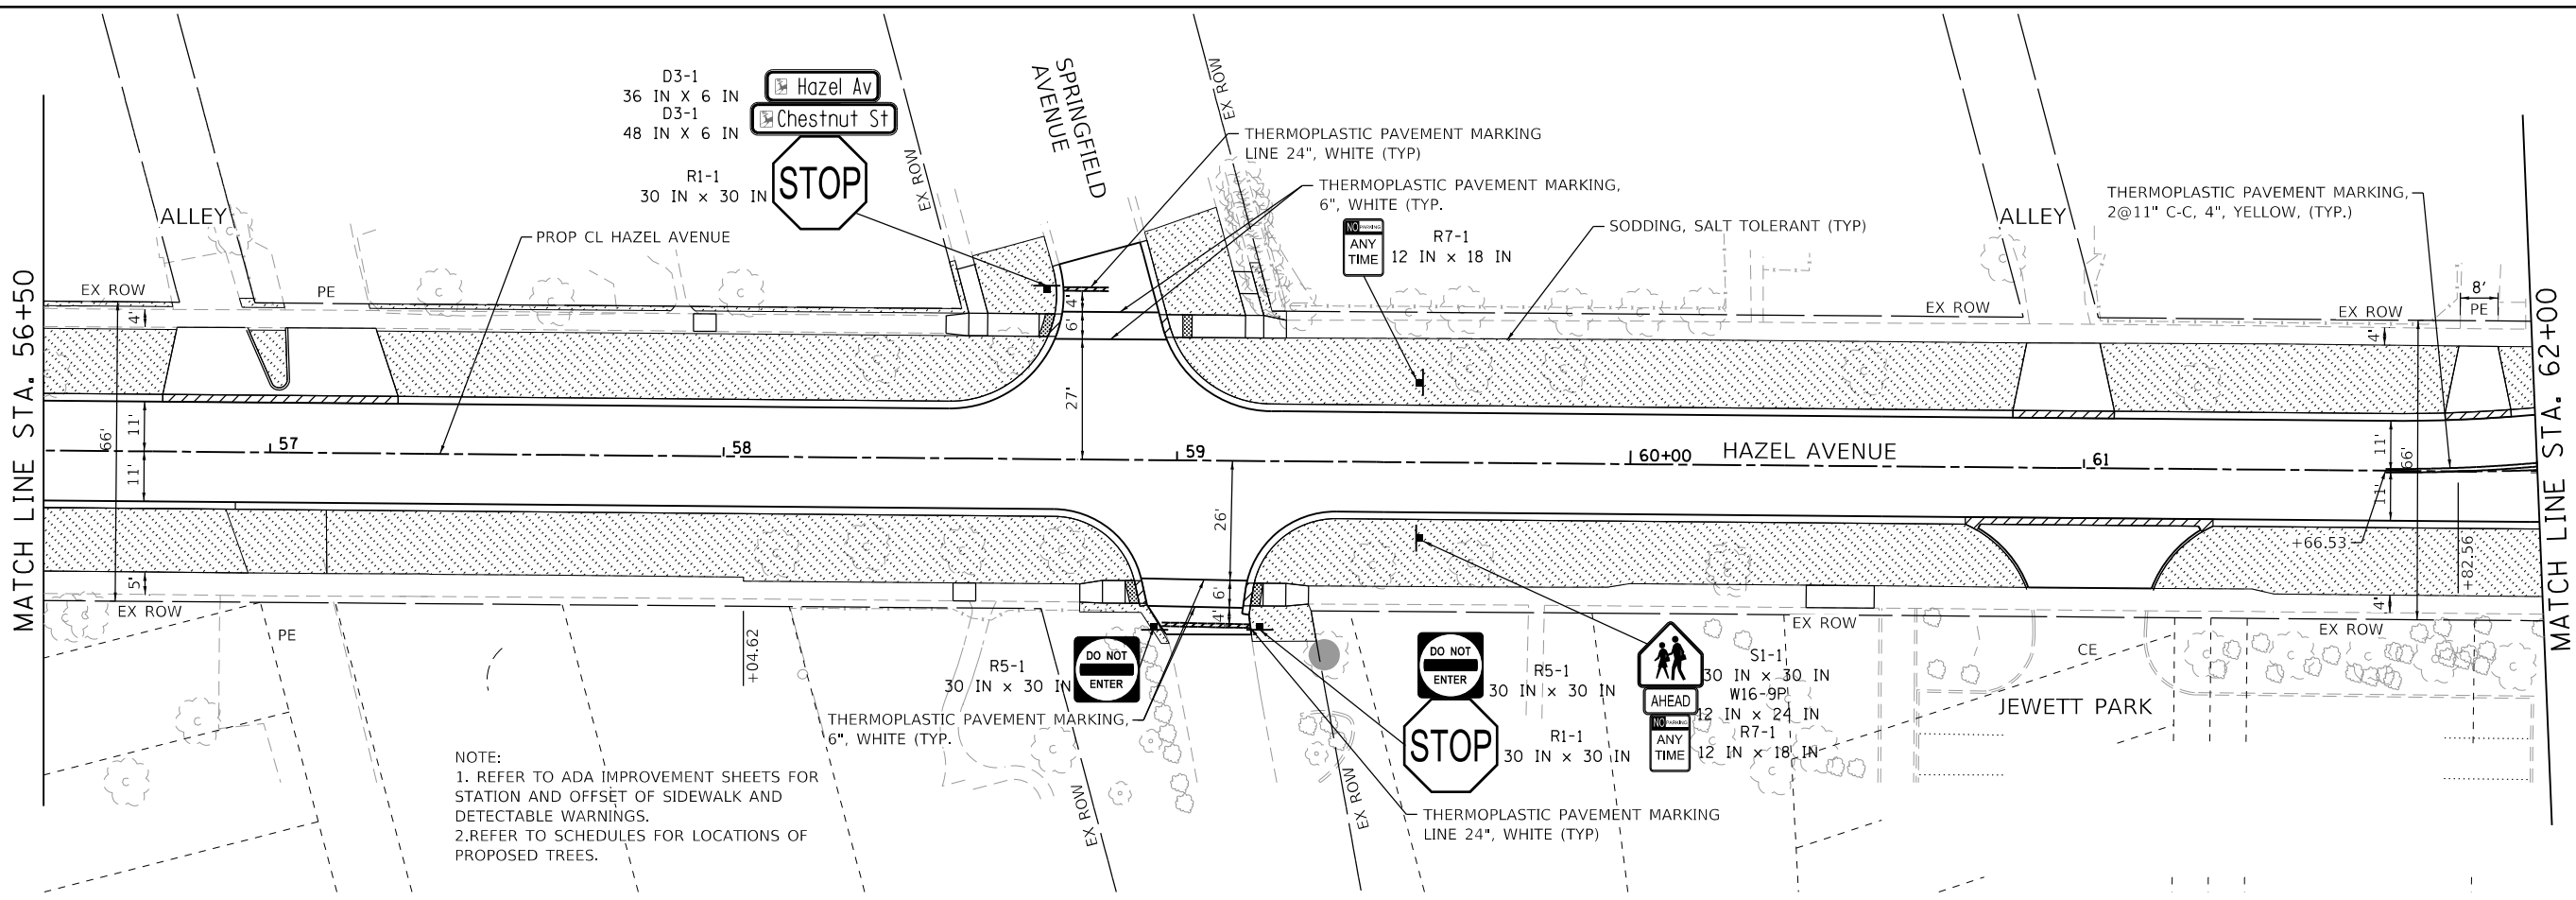 MATCH LINE STA. 56+50
ALLEY
EX ROW
PE
4'
66'
11'
11'
5'
EX ROW
PE
57
PROP CL HAZEL AVENUE
58
+04.62
D3-1
36 IN X 6 IN
Hazel Av
D3-1
48 IN X 6 IN
Chestnut St
R1-1
30 IN x 30 IN
STOP
EX ROW
SPRINGFIELD
AVENUE
EX ROW
THERMOPLASTIC PAVEMENT MARKING
LINE 24", WHITE (TYP)
THERMOPLASTIC PAVEMENT MARKING,
6", WHITE (TYP.
NO PARKING
ANY
TIME
R7-1
12 IN x 18 IN
SODDING, SALT TOLERANT (TYP)
4'
6'
27'
59
26'
6'
4'
60+00
HAZEL AVENUE
61
ALLEY
EX ROW
THERMOPLASTIC PAVEMENT MARKING,
2@11" C-C, 4", YELLOW, (TYP.)
8'
PE
EX ROW
4'
11'
66'
11'
+66.53
+82.56
4'
EX ROW
MATCH LINE STA. 62+00
R5-1
30 IN x 30 IN
DO NOT
ENTER
THERMOPLASTIC PAVEMENT MARKING,
6", WHITE (TYP.
NOTE:
1. REFER TO ADA IMPROVEMENT SHEETS FOR
STATION AND OFFSET OF SIDEWALK AND
DETECTABLE WARNINGS.
2.REFER TO SCHEDULES FOR LOCATIONS OF
PROPOSED TREES.
EX ROW
EX ROW
DO NOT
ENTER
R5-1
30 IN x 30 IN
STOP
R1-1
30 IN x 30 IN
THERMOPLASTIC PAVEMENT MARKING
LINE 24", WHITE (TYP)
S1-1
30 IN x 30 IN
AHEAD
W16-9P
12 IN x 24 IN
NO PARKING
ANY
TIME
R7-1
12 IN x 18 IN
EX ROW
CE
JEWETT PARK